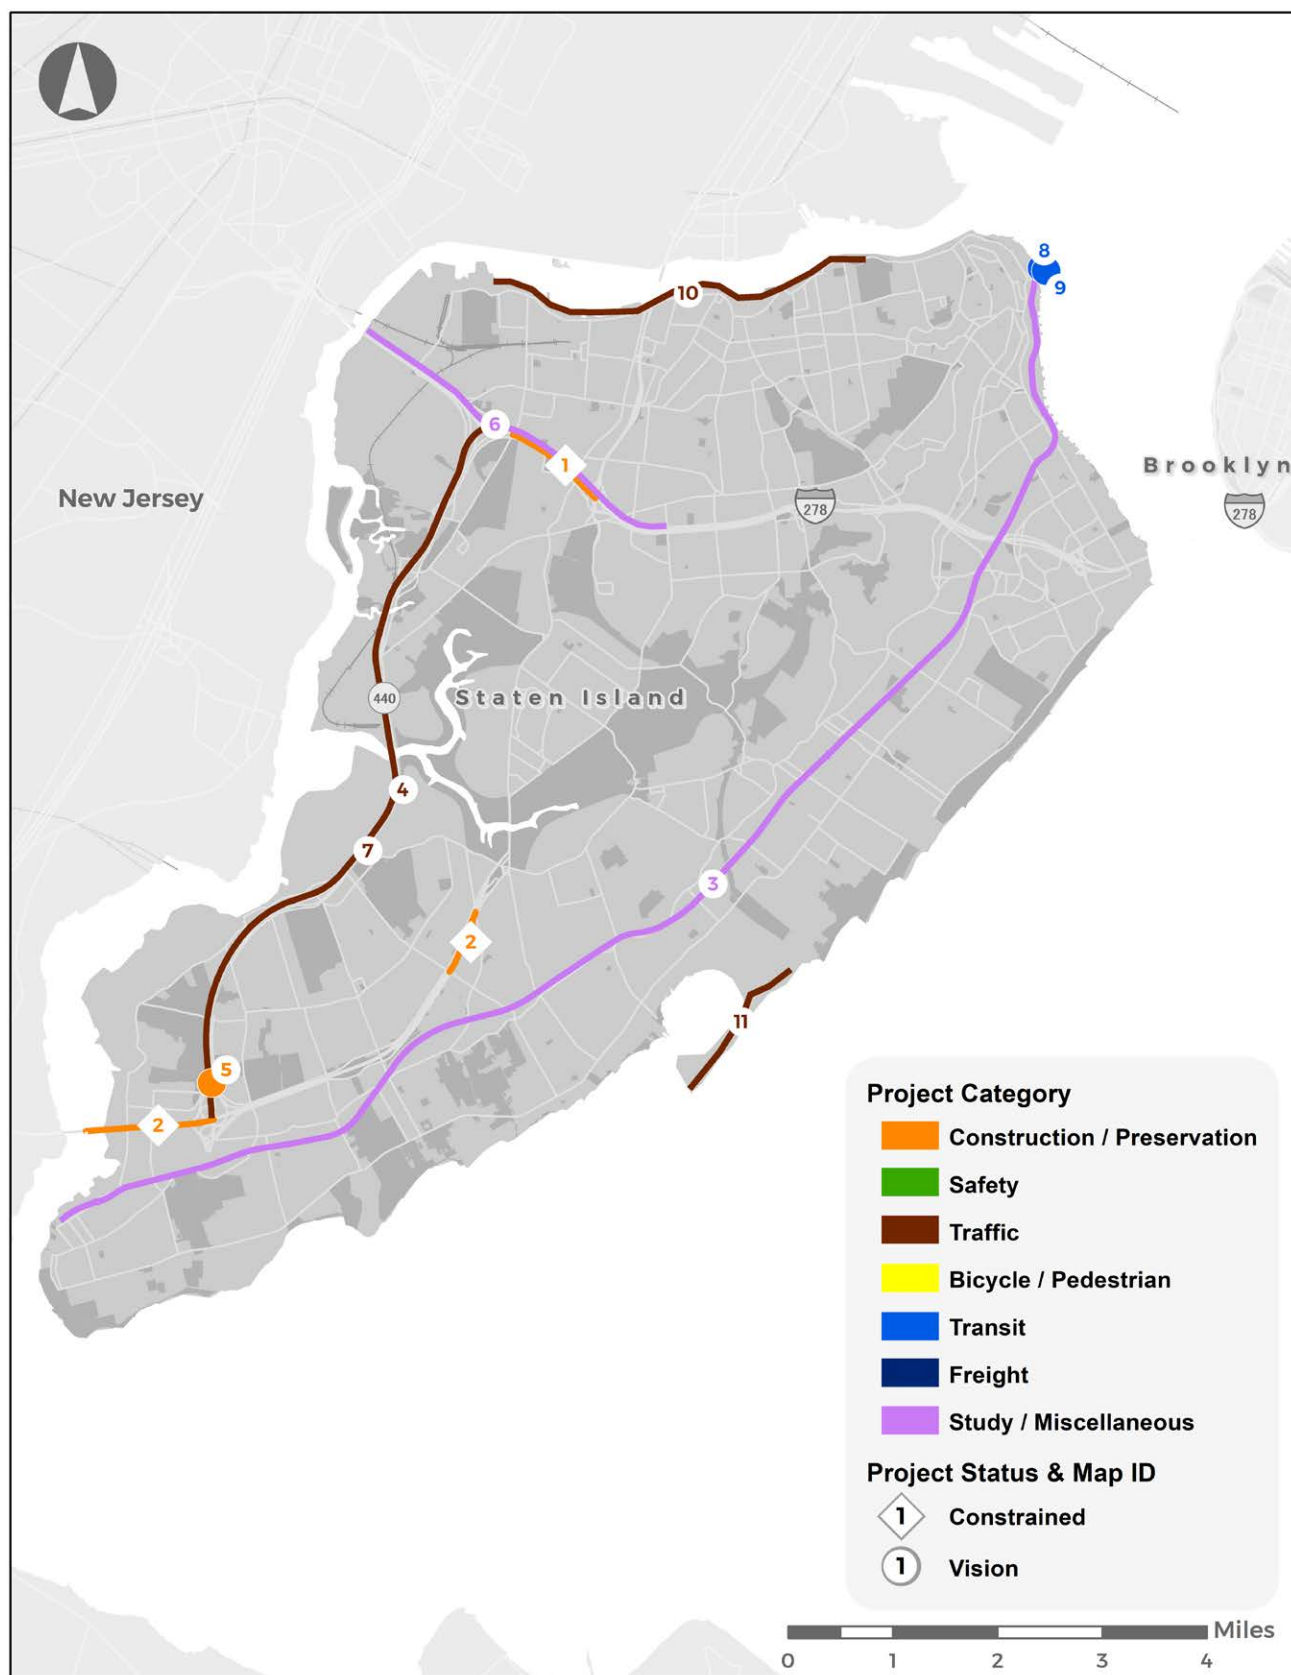 8
9
10
6
1
New Jersey
Brooklyn
278
278
440
Staten Island
4
7
3
2
11
5
2
Project Category
Construction / Preservation
Safety
Traffic
Bicycle / Pedestrian
Transit
Freight
Study / Miscellaneous
Project Status & Map ID
1 Constrained
1 Vision
Miles
0 1 2 3 4